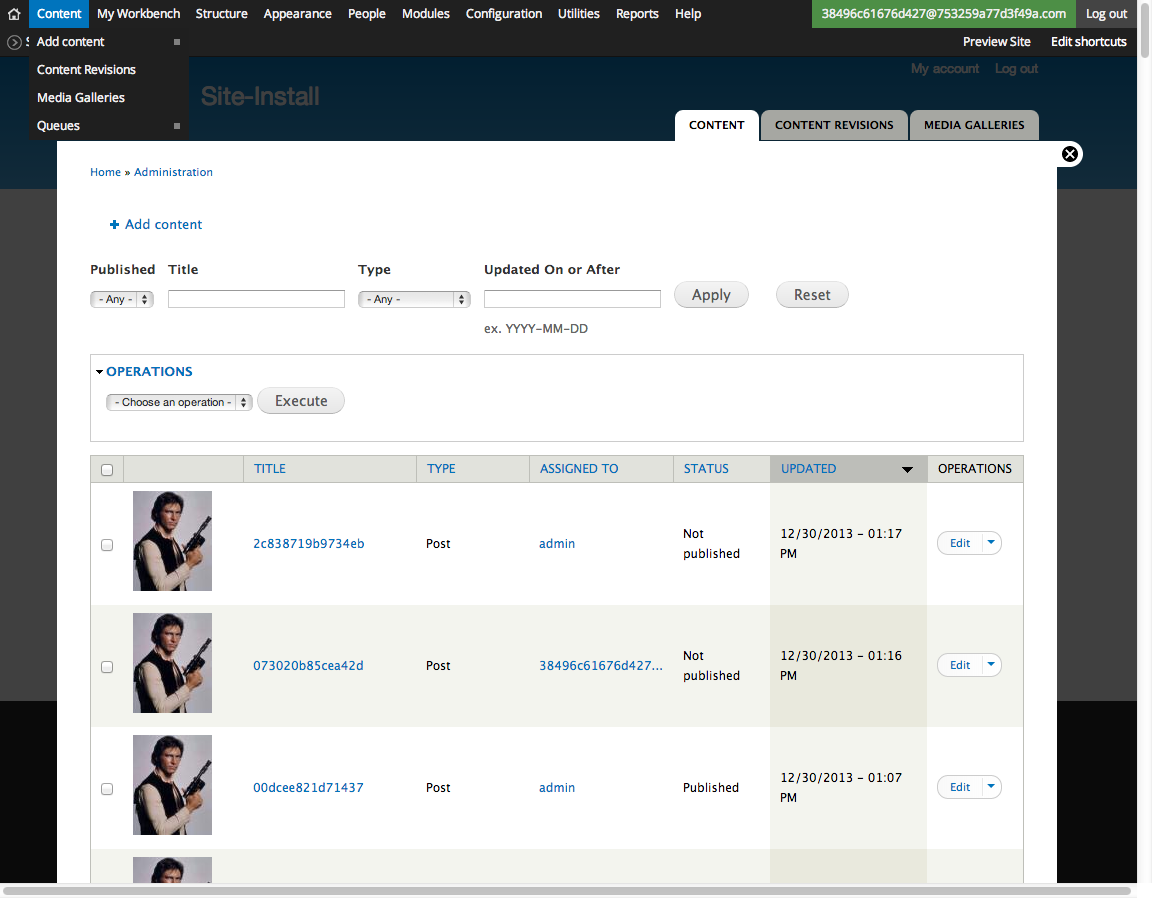 Content My Workbench Structure Appearance People Modules Configuration Utilities Reports Help 38496c61676d427@753259a77d3f49a.com Log out
S Add content Preview Site Edit shortcuts
Content Revisions
Media Galleries
Queues
My account Log out
Site-Install
CONTENT CONTENT REVISIONS MEDIA GALLERIES
Home » Administration
+ Add content
Published Title Type Updated On or After
- Any - - Any - Apply Reset
ex. YYYY-MM-DD
OPERATIONS
- Choose an operation - Execute
TITLE TYPE ASSIGNED TO STATUS UPDATED OPERATIONS
2c838719b9734eb Post admin Not published 12/30/2013 - 01:17 PM Edit
073020b85cea42d Post 38496c61676d427... Not published 12/30/2013 - 01:16 PM Edit
00dcee821d71437 Post admin Published 12/30/2013 - 01:07 PM Edit